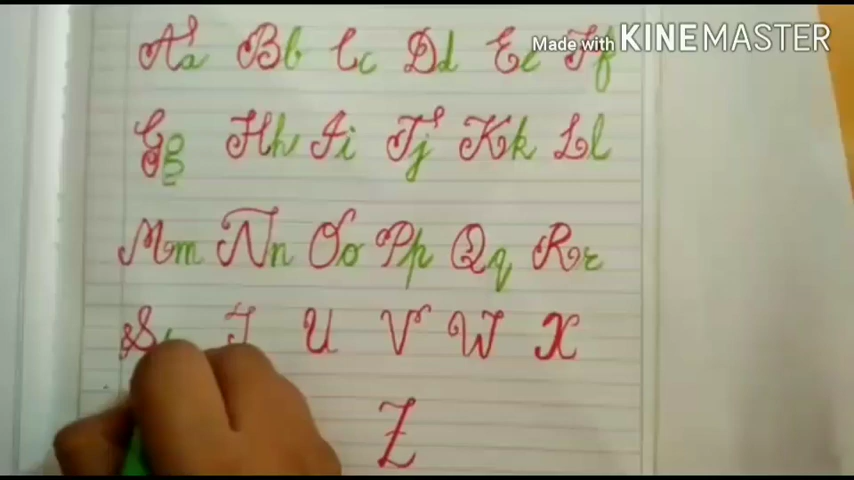 Made with KINEMASTER
Aa Bb Cc Dd Ee Ff
Gg Hh Ii Jj Kk Ll
Mm Nn Oo Pp Qq Rr
S T U V W X
Z